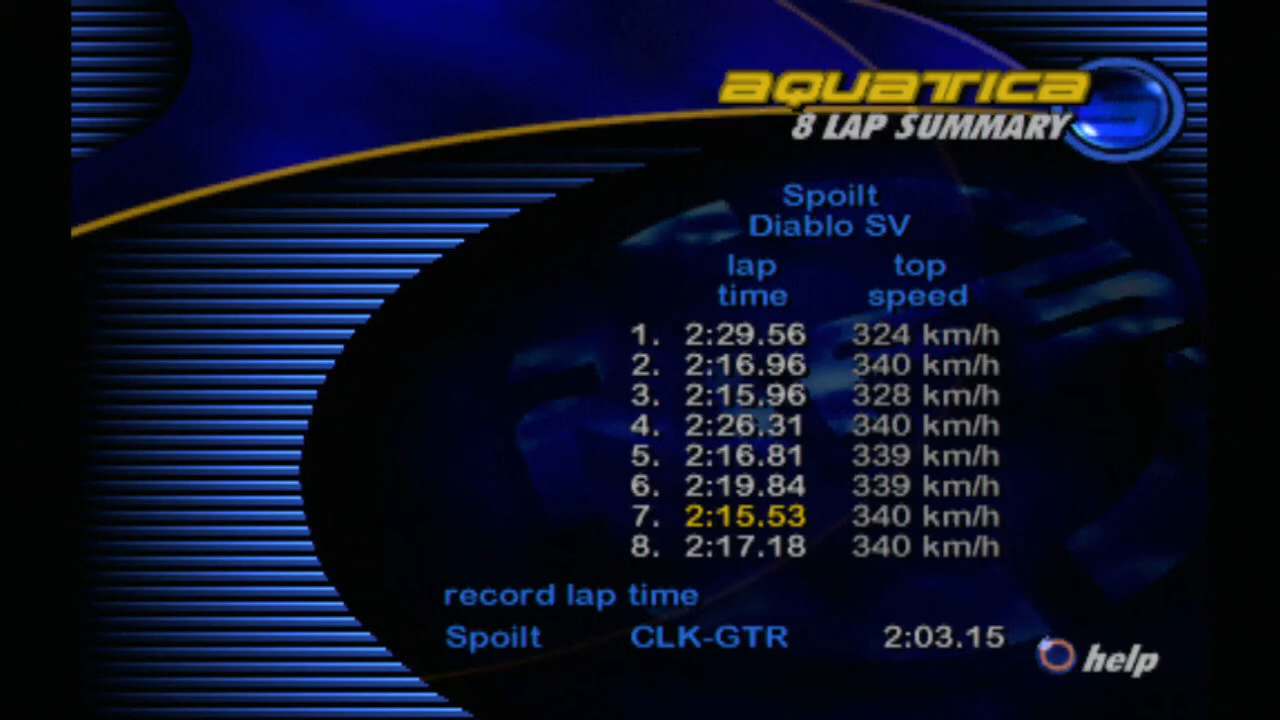 AQUATICA
8 LAP SUMMARY
Spoilt
Diablo SV
lap time top speed
1. 2:29.56 324 km/h
2. 2:16.96 340 km/h
3. 2:15.96 328 km/h
4. 2:26.31 340 km/h
5. 2:16.81 339 km/h
6. 2:19.84 339 km/h
7. 2:15.53 340 km/h
8. 2:17.18 340 km/h
record lap time
Spoilt CLK-GTR 2:03.15
help